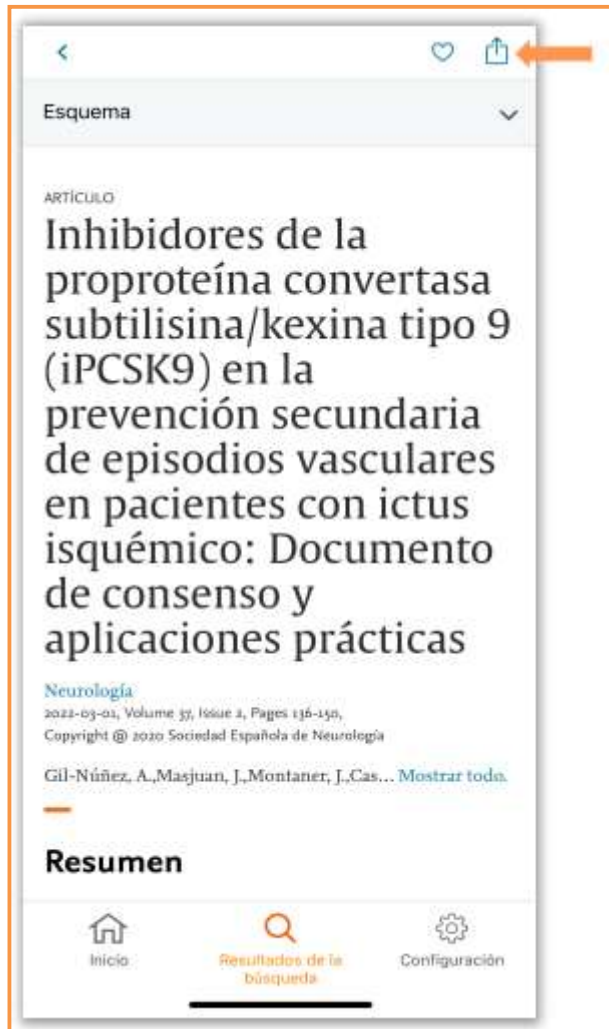 Esquema
ARTÍCULO
Inhibidores de la
proproteína convertasa
subtilisina/kexina tipo 9
(iPCSK9) en la
prevención secundaria
de episodios vasculares
en pacientes con ictus
isquémico: Documento
de consenso y
aplicaciones prácticas
Neurología
2022-03-01, Volume 37, Issue 2, Pages 136-150,
Copyright @ 2020 Sociedad Española de Neurología
Gil-Núñez, A.,Masjuan, J.,Montaner, J.,Cas... Mostrar todo.
Resumen
Inicio
Resultados de la
búsqueda
Configuración